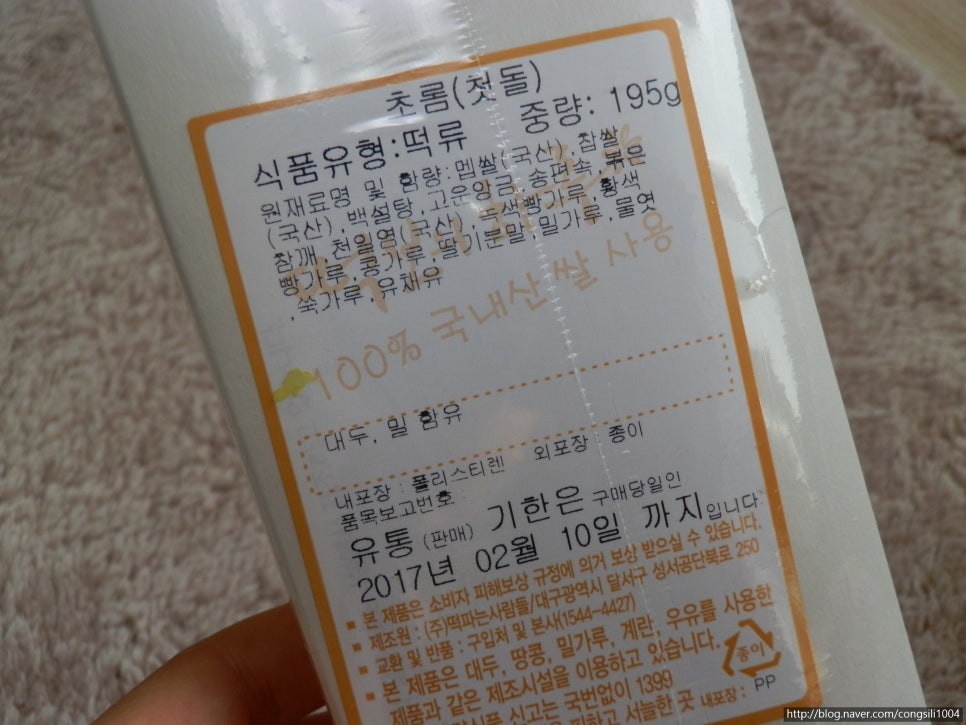 초롬(첫돌)
식품유형:떡류 중량: 195g
원재료명 및 함량:멥쌀(국산),찹쌀
(국산),백설탕,고운앙금,송편속,볶은
참깨,천일염(국산),녹색빵가루,황색
빵가루,콩가루,딸기분말,밀가루,물엿
,쑥가루,유채유
100% 국내산 쌀 사용
대두, 밀 함유
내포장 : 폴리스티렌 외포장 : 종이
품목보고번호 :
유통(판매) 기한은 구매당일인
2017년 02월 10일 까지입니다.
■ 본 제품은 소비자 피해보상 규정에 의거 보상 받으실 수 있습니다.
■ 제조원 : (주)떡파는사람들/대구광역시 달서구 성서공단북로 250
■ 교환 및 반품 : 구입처 및 본사(1544-4427)
■ 본 제품은 대두, 땅콩, 밀가루, 계란, 우유를 사용한
제품과 같은 제조시설을 이용하고 있습니다.
신고는 국번없이 1399
피하고 서늘한 곳
종이
내포장 : PP
http://blog.naver.com/congsili1004